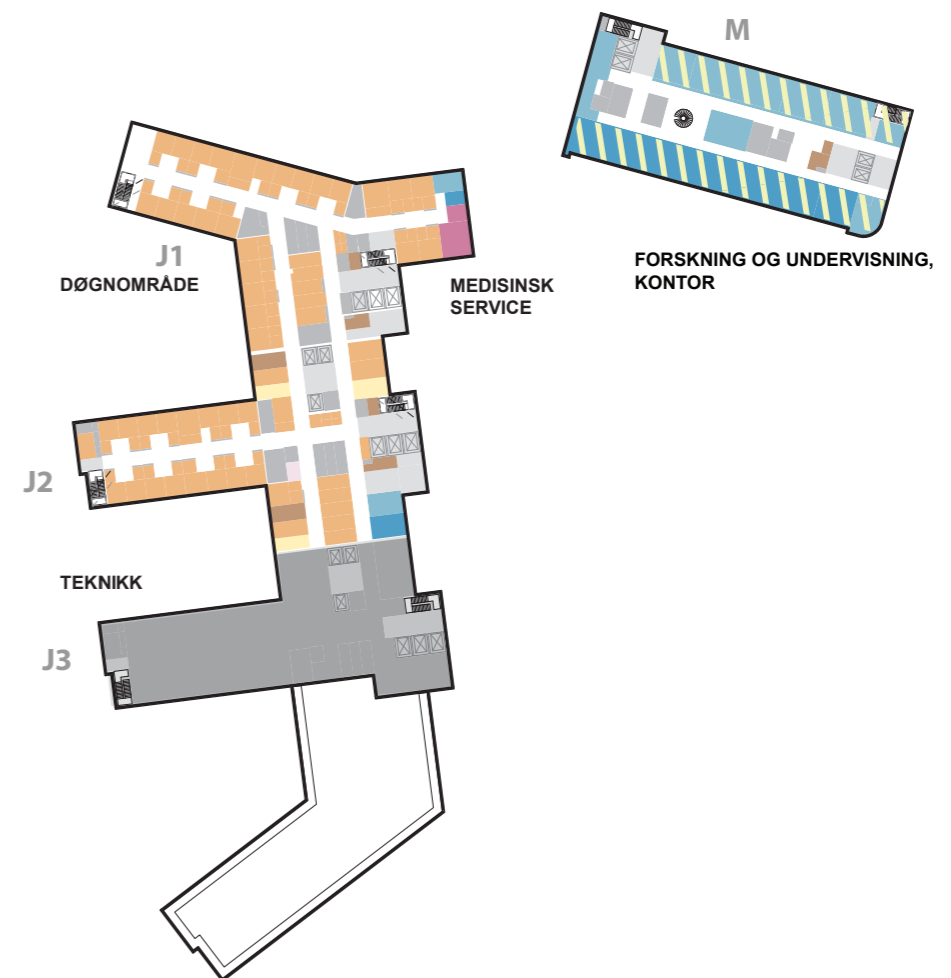 M
FORSKNING OG UNDERVISNING,
KONTOR
J1
DØGNOMRÅDE
MEDISINSK
SERVICE
J2
TEKNIKK
J3